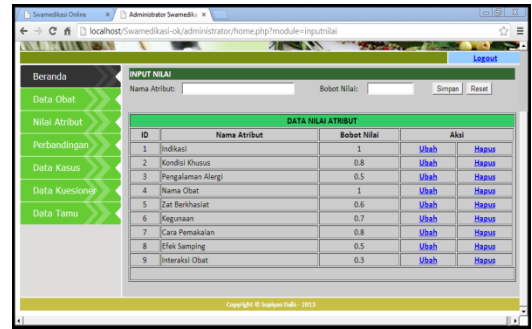 Swamedikasi Online
Administrator Swamedika
localhost/Swamedikasi-ok/administrator/home.php?module=inputnilai
Logout
Beranda
Data Obat
Nilai Atribut
Perbandingan
Data Kasus
Data Kuesioner
Data Tamu
INPUT NILAI
Nama Atribut: Bobot Nilai: Simpan Reset
DATA NILAI ATRIBUT
ID Nama Atribut Bobot Nilai Aksi
1 Indikasi 1 Ubah Hapus
2 Kondisi Khusus 0.8 Ubah Hapus
3 Pengalaman Alergi 0.5 Ubah Hapus
4 Nama Obat 1 Ubah Hapus
5 Zat Berkhasiat 0.6 Ubah Hapus
6 Kegunaan 0.7 Ubah Hapus
7 Cara Pemakaian 0.8 Ubah Hapus
8 Efek Samping 0.5 Ubah Hapus
9 Interaksi Obat 0.3 Ubah Hapus
Copyright © Sopiyan Dalis - 2013